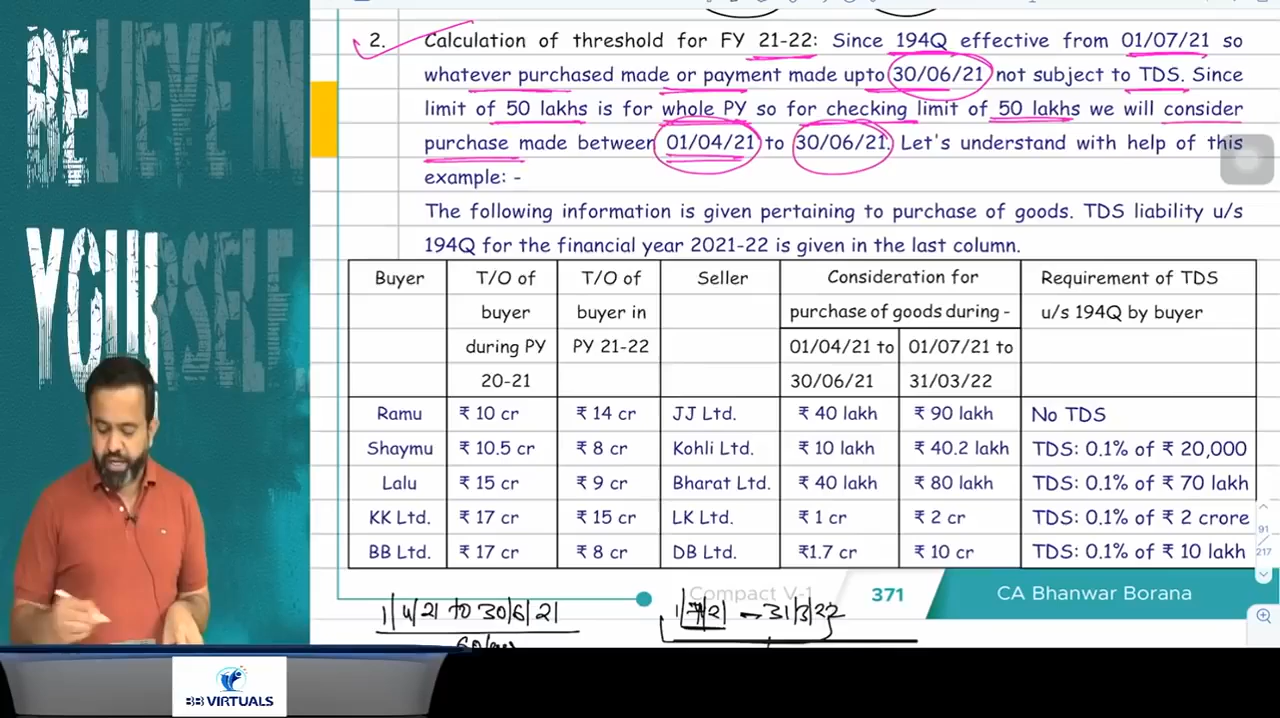 BELIEVE IN
YOURSELF.
2. Calculation of threshold for FY 21-22: Since 194Q effective from 01/07/21 so
whatever purchased made or payment made upto 30/06/21 not subject to TDS. Since
limit of 50 lakhs is for whole PY so for checking limit of 50 lakhs we will consider
purchase made between 01/04/21 to 30/06/21. Let's understand with help of this
example: -
The following information is given pertaining to purchase of goods. TDS liability u/s
194Q for the financial year 2021-22 is given in the last column.
Buyer T/O of buyer during PY 20-21 T/O of buyer in PY 21-22 Seller Consideration for purchase of goods during - Requirement of TDS u/s 194Q by buyer
01/04/21 to 30/06/21 01/07/21 to 31/03/22
Ramu ₹ 10 cr ₹ 14 cr JJ Ltd. ₹ 40 lakh ₹ 90 lakh No TDS
Shaymu ₹ 10.5 cr ₹ 8 cr Kohli Ltd. ₹ 10 lakh ₹ 40.2 lakh TDS: 0.1% of ₹ 20,000
Lalu ₹ 15 cr ₹ 9 cr Bharat Ltd. ₹ 40 lakh ₹ 80 lakh TDS: 0.1% of ₹ 70 lakh
KK Ltd. ₹ 17 cr ₹ 15 cr LK Ltd. ₹ 1 cr ₹ 2 cr TDS: 0.1% of ₹ 2 crore
BB Ltd. ₹ 17 cr ₹ 8 cr DB Ltd. ₹1.7 cr ₹ 10 cr TDS: 0.1% of ₹ 10 lakh
91
217
Compact V-1 371 CA Bhanwar Borana
1/4/21 to 30/6/21
31/3/22
BB VIRTUALS